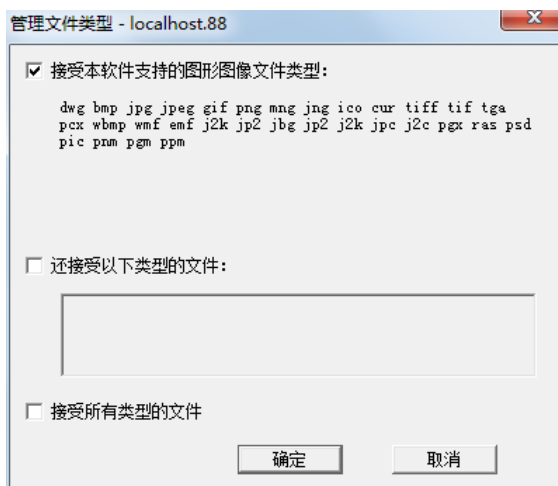 管理文件类型 - localhost.88
接受本软件支持的图形图像文件类型:
dwg bmp jpg jpeg gif png mng jng ico cur tiff tif tga
pcx wbmp wmf emf j2k jp2 jbg jp2 j2k jpc j2c pgx ras psd
pic pnm pgm ppm
还接受以下类型的文件:
接受所有类型的文件
确定
取消